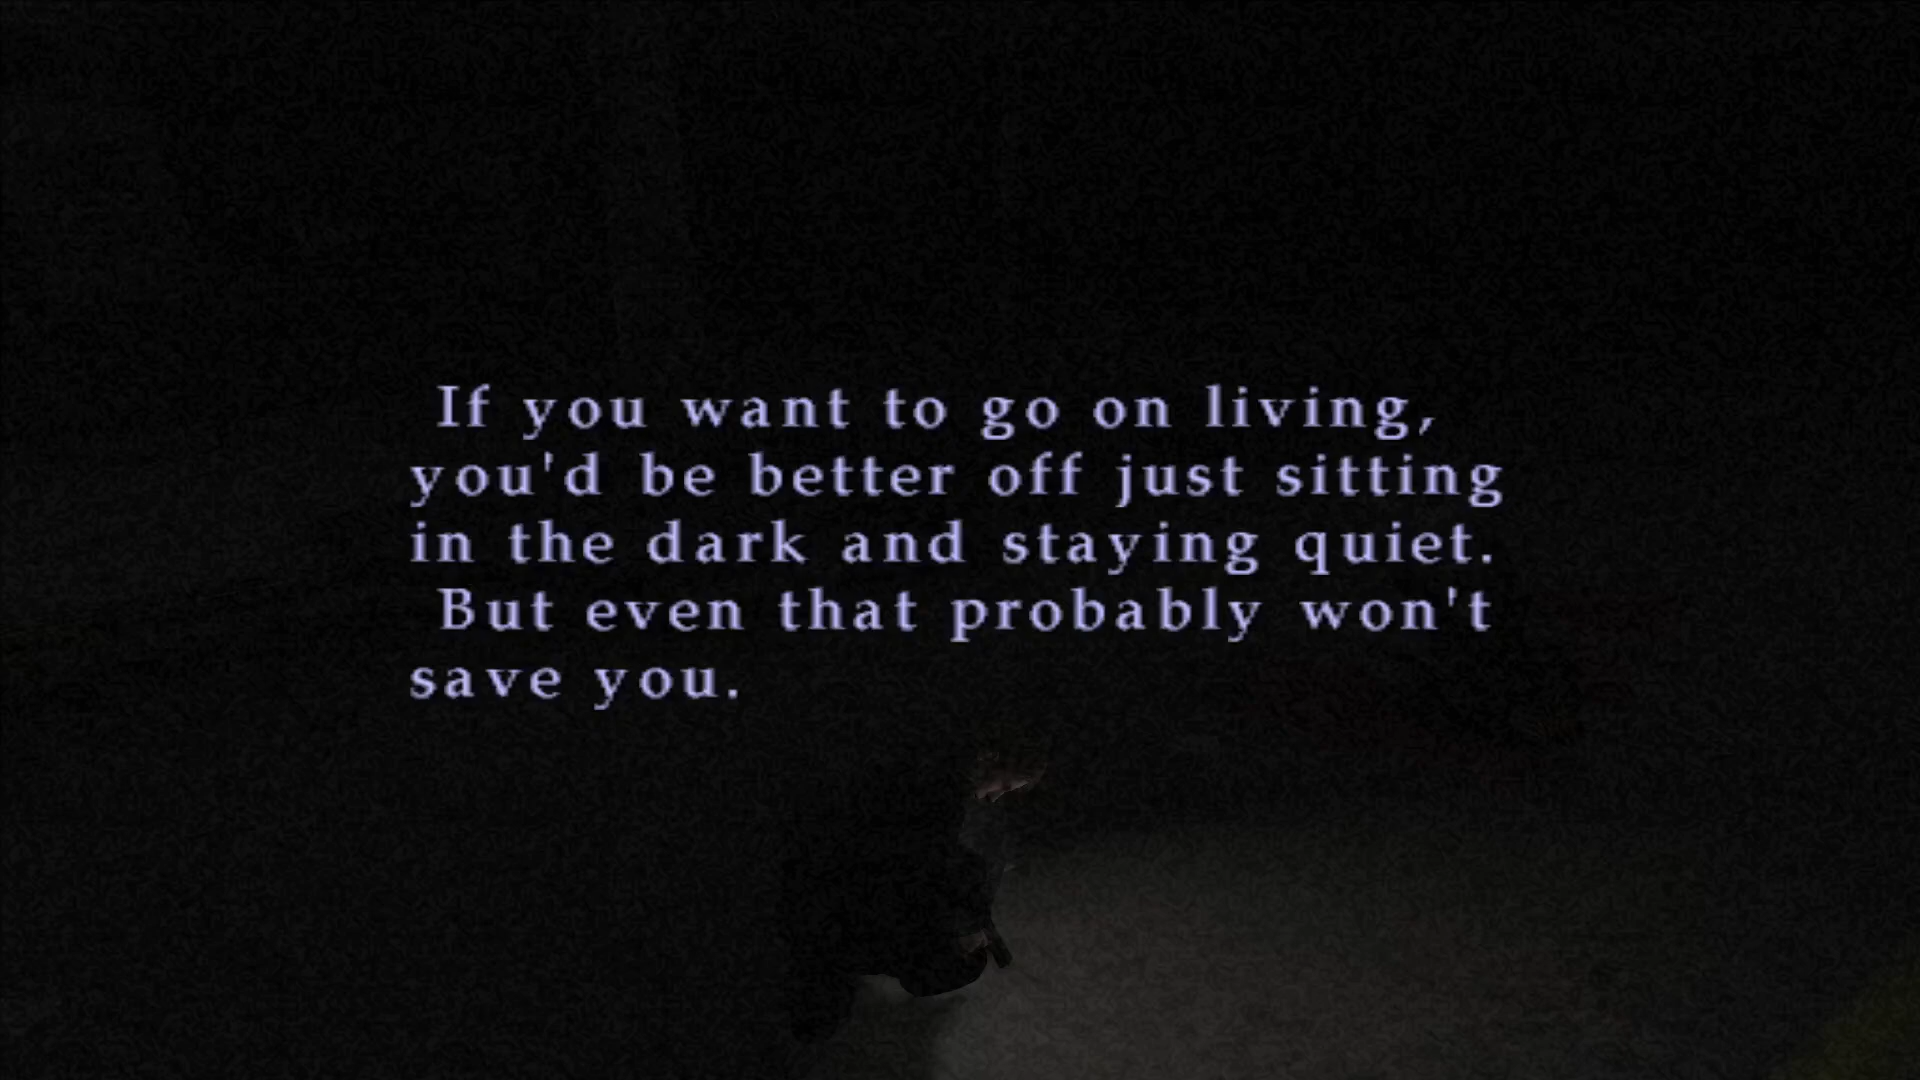 If you want to go on living,
you'd be better off just sitting
in the dark and staying quiet.
But even that probably won't
save you.